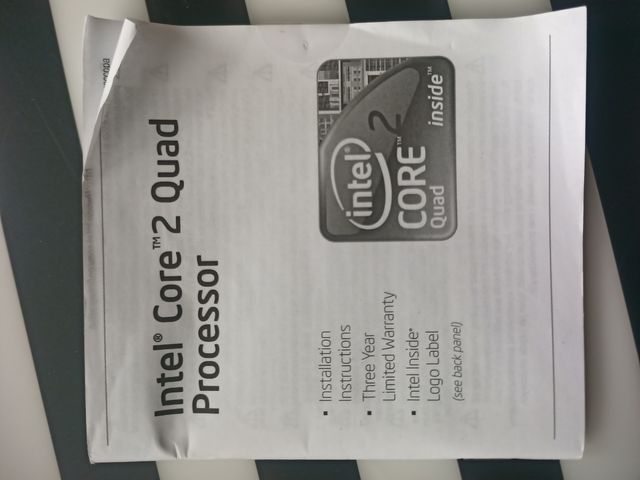 Intel® Core™2 Quad
Processor
▪ Installation
Instructions
▪ Three Year
Limited Warranty
▪ Intel Inside®
Logo Label
(see back panel)
intel
CORE™2
Quad
inside™